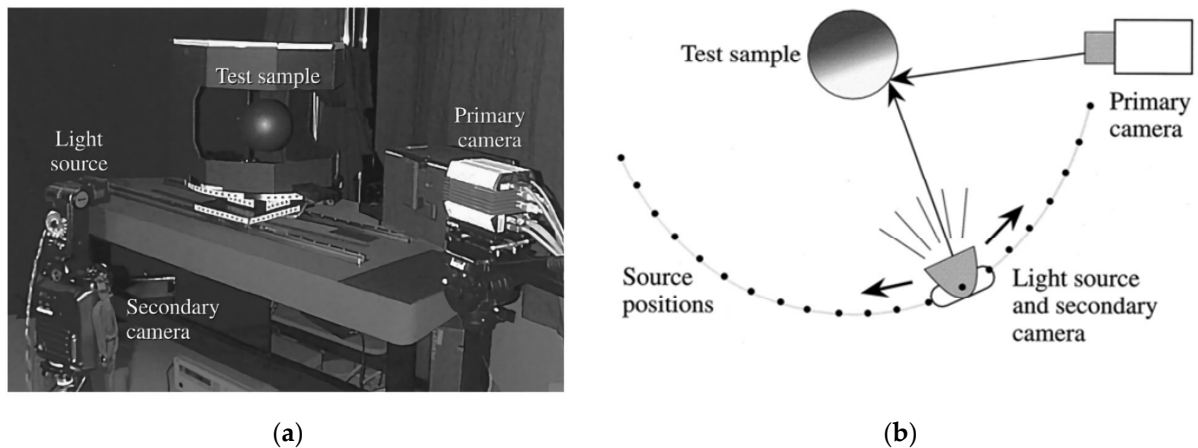 Test sample
Primary
camera
Light
source
Secondary
camera
(a)
Test sample
Primary
camera
Source
positions
Light source
and secondary
camera
(b)